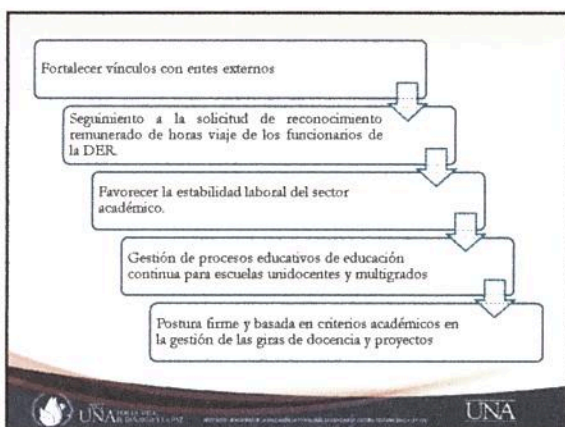 Fortalecer vínculos con entes externos
Seguimiento a la solicitud de reconocimiento
remunerado de horas viaje de los funcionarios de
la DER.
Favorecer la estabilidad laboral del sector
académico.
Gestión de procesos educativos de educación
continua para escuelas unidocentes y multigrados
Postura firme y basada en criterios académicos en
la gestión de las giras de docencia y proyectos
UNA
UNA